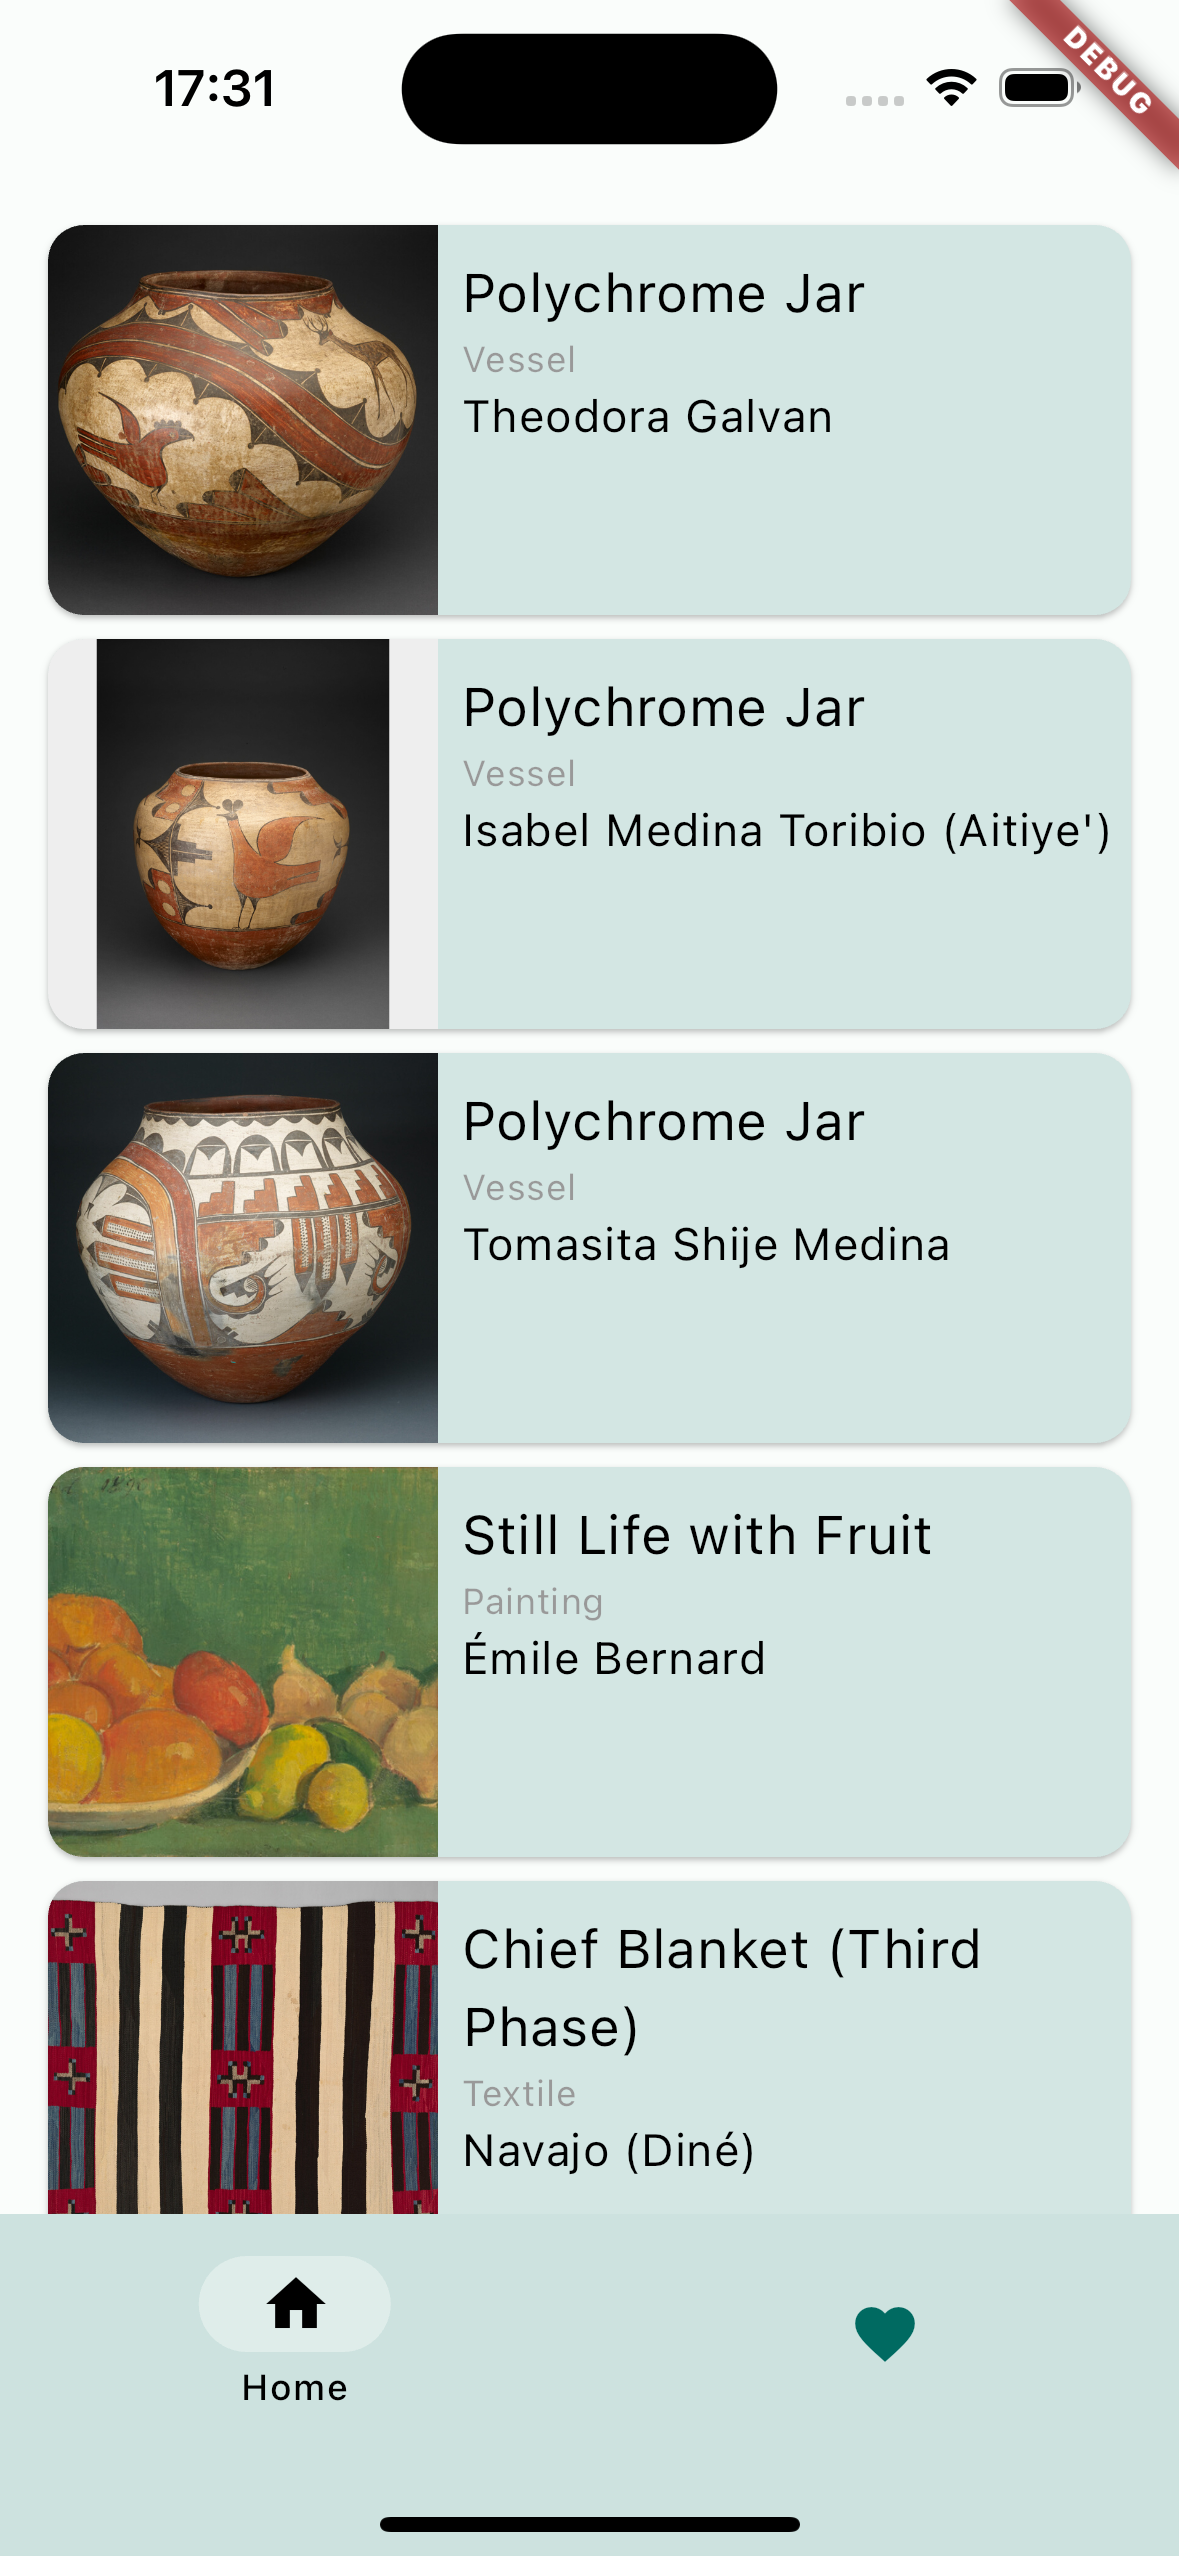 17:31
DEBUG
Polychrome Jar
Vessel
Theodora Galvan
Polychrome Jar
Vessel
Isabel Medina Toribio (Aitiye')
Polychrome Jar
Vessel
Tomasita Shije Medina
Still Life with Fruit
Painting
Émile Bernard
Chief Blanket (Third
Phase)
Textile
Navajo (Diné)
Home